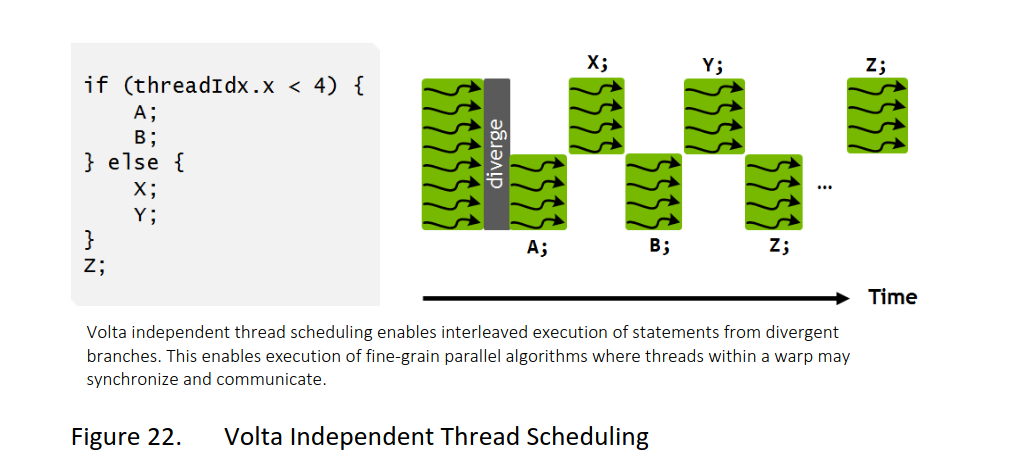 if (threadIdx.x < 4) {
    A;
    B;
} else {
    X;
    Y;
}
Z;
diverge
X;
Y;
Z;
A;
B;
Z;
...
Time
Volta independent thread scheduling enables interleaved execution of statements from divergent
branches. This enables execution of fine-grain parallel algorithms where threads within a warp may
synchronize and communicate.
Figure 22. Volta Independent Thread Scheduling